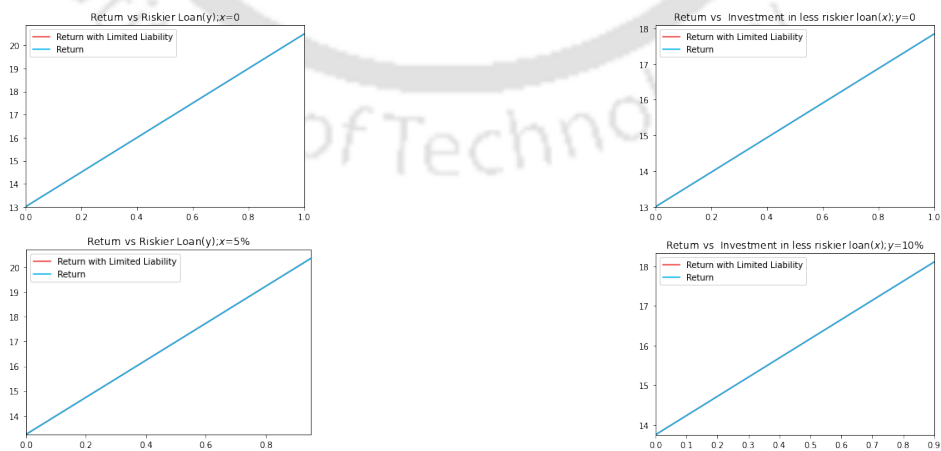 Return vs Riskier Loan(y);x=0
Return with Limited Liability
Return
20
19
18
17
16
15
14
13
0.0 0.2 0.4 0.6 0.8 1.0
Return vs Investment in less riskier loan(x);y=0
Return with Limited Liability
Return
18
17
16
15
14
13
0.0 0.2 0.4 0.6 0.8 1.0
of Techno
Return vs Riskier Loan(y);x=5%
Return with Limited Liability
Return
20
19
18
17
16
15
14
0.0 0.2 0.4 0.6 0.8
Return vs Investment in less riskier loan(x);y=10%
Return with Limited Liability
Return
18
17
16
15
14
0.0 0.1 0.2 0.3 0.4 0.5 0.6 0.7 0.8 0.9